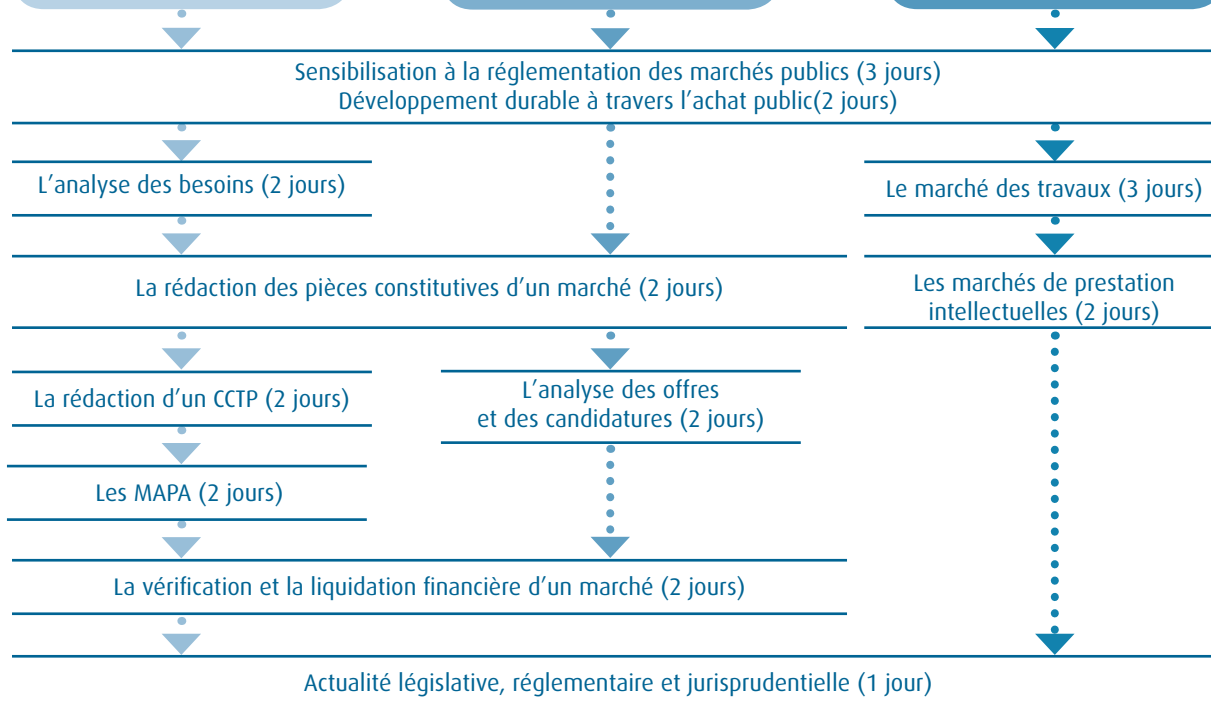 Sensibilisation à la réglementation des marchés publics (3 jours)
Développement durable à travers l’achat public(2 jours)
L’analyse des besoins (2 jours)
Le marché des travaux (3 jours)
La rédaction des pièces constitutives d’un marché (2 jours)
Les marchés de prestation
intellectuelles (2 jours)
La rédaction d’un CCTP (2 jours)
L’analyse des offres
et des candidatures (2 jours)
Les MAPA (2 jours)
La vérification et la liquidation financière d’un marché (2 jours)
Actualité législative, réglementaire et jurisprudentielle (1 jour)